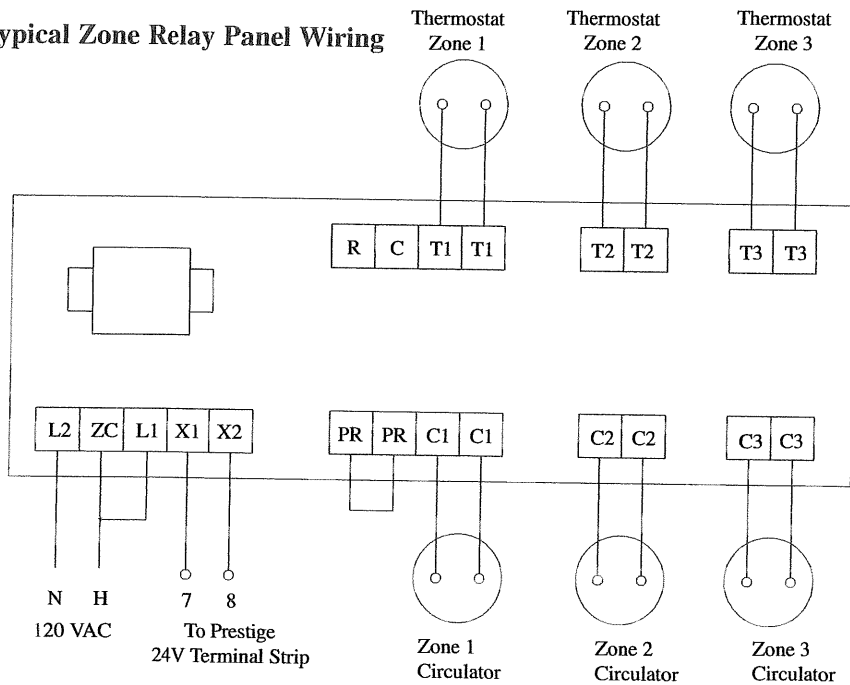 ypical Zone Relay Panel Wiring
Thermostat
Zone 1
Thermostat
Zone 2
Thermostat
Zone 3
R C T1 T1
T2 T2
T3 T3
L2 ZC L1 X1 X2
PR PR C1 C1
C2 C2
C3 C3
N H 7 8
120 VAC
To Prestige
24V Terminal Strip
Zone 1
Circulator
Zone 2
Circulator
Zone 3
Circulator